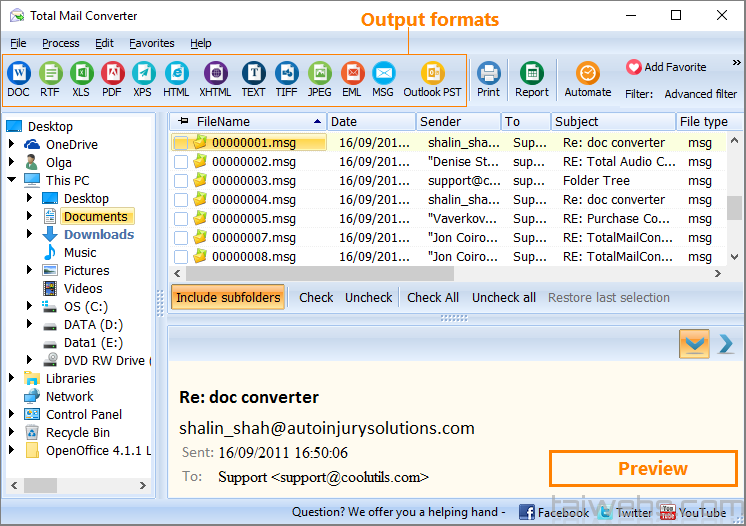 Total Mail Converter
Output formats
File Process Edit Favorites Help
DOC RTF XLS PDF XPS HTML XHTML TEXT TIFF JPEG EML MSG Outlook PST Print Report Automate
Add Favorite
Filter: Advanced filter
Desktop
OneDrive
Olga
This PC
Desktop
Documents
Downloads
Music
Pictures
Videos
OS (C:)
DATA (D:)
Data1 (E:)
DVD RW Drive (
Libraries
Network
Control Panel
Recycle Bin
OpenOffice 4.1.1 L
FileName Date Sender To Subject File type
00000001.msg 16/09/201... shalin_sha... Sup... Re: doc converter msg
00000002.msg 16/09/201... "Denise St... Sup... RE: Total Audio C... msg
00000003.msg 16/09/201... support@c... Sup... Folder Tree msg
00000004.msg 16/09/201... shalin_sha... Sup... Re: doc converter msg
00000005.msg 16/09/201... "Vaverkov... Sup... RE: Purchase Co... msg
00000007.msg 16/09/201... "Jon Coiro... Sup... RE: TotalMailCon... msg
00000008.msg 16/09/201... "Jon Coiro... Sup... RE: TotalMailCon... msg
Include subfolders Check Uncheck Check All Uncheck all Restore last selection
Re: doc converter
shalin_shah@autoinjurysolutions.com
Sent: 16/09/2011 16:50:06
To: Support <support@coolutils.com>
Preview
Question? We offer you a helping hand - Facebook Twitter YouTube
taiwebs.com